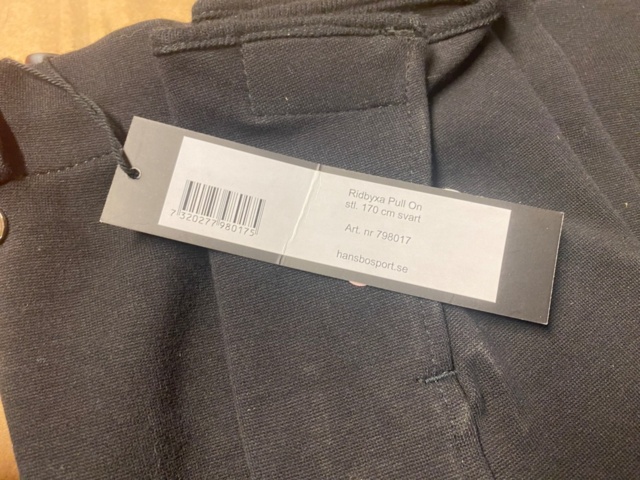 7 320277 980175
Ridbyxa Pull On
stl. 170 cm svart
Art. nr 798017
hansbosport.se